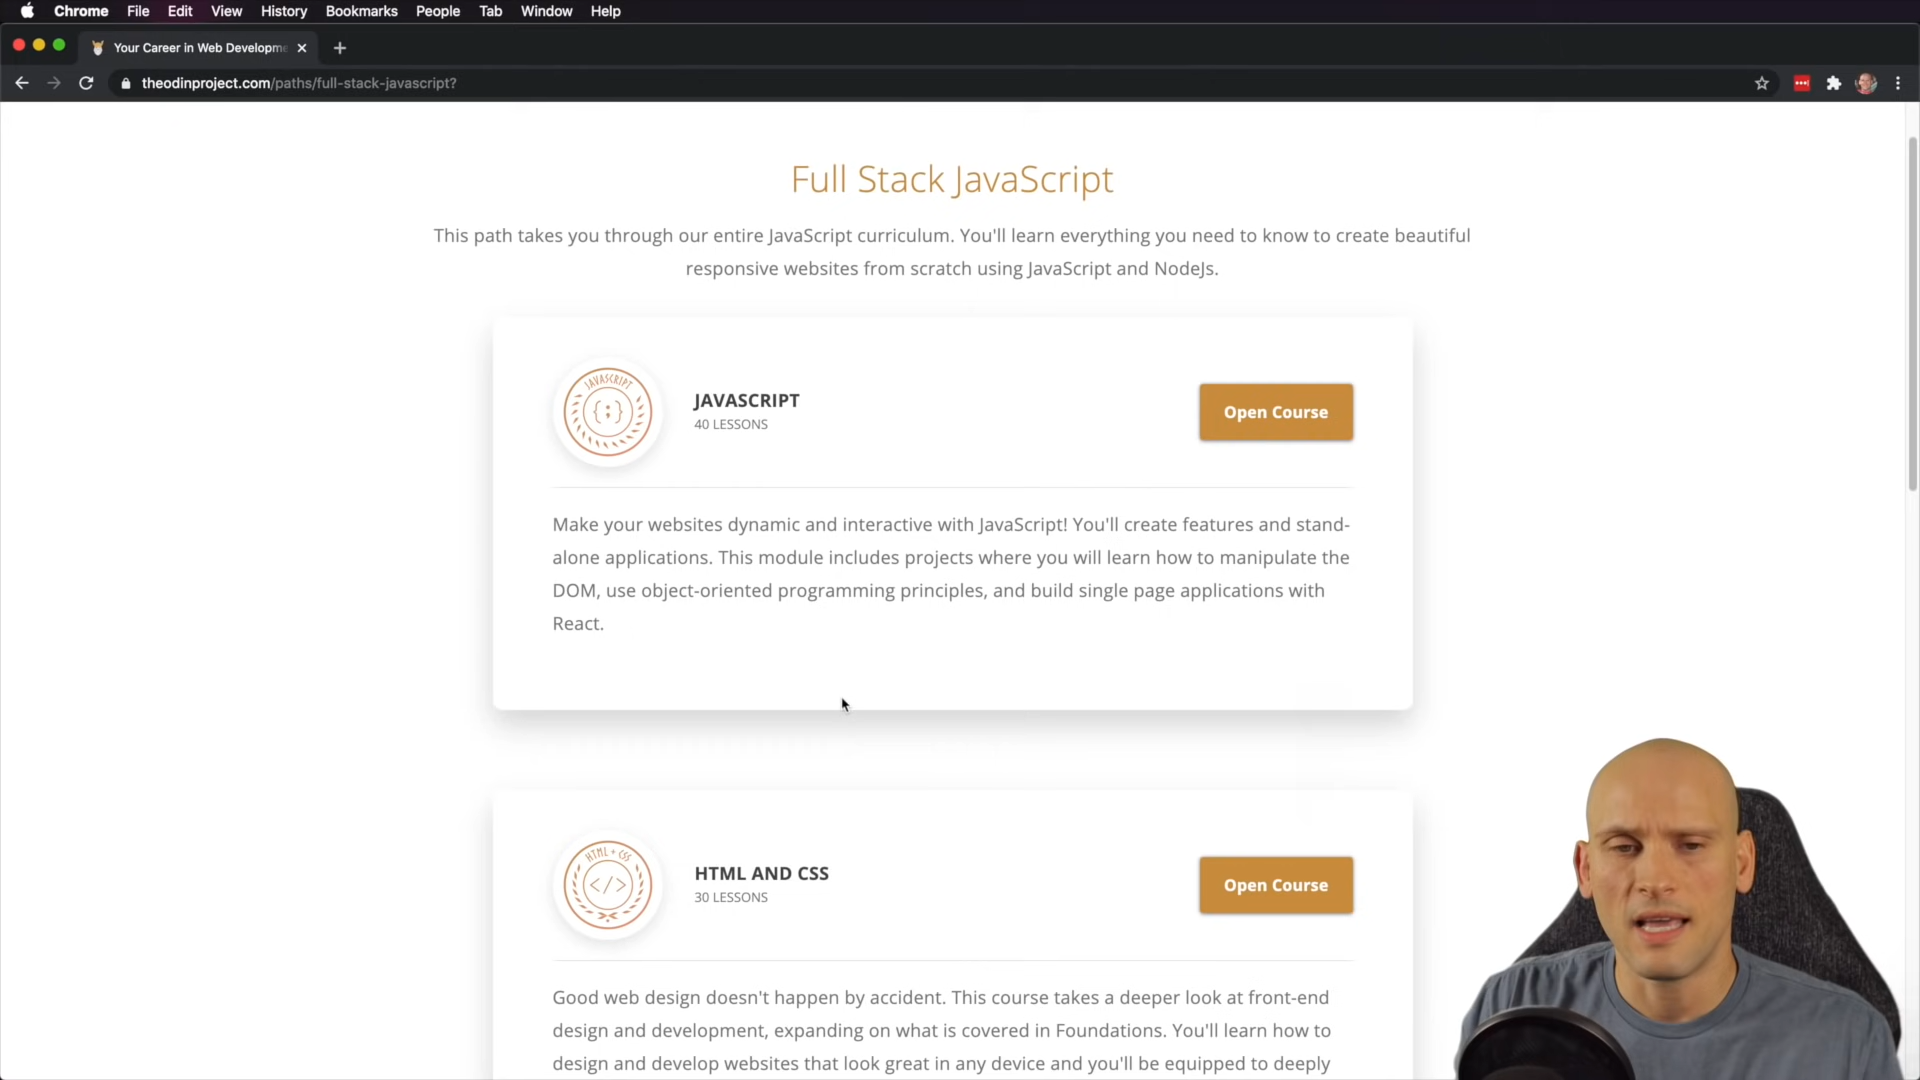 Chrome File Edit View History Bookmarks People Tab Window Help
Your Career in Web Developme
theodinproject.com/paths/full-stack-javascript?
Full Stack JavaScript
This path takes you through our entire JavaScript curriculum. You'll learn everything you need to know to create beautiful
responsive websites from scratch using JavaScript and NodeJs.
JAVASCRIPT
JAVASCRIPT
40 LESSONS
Open Course
Make your websites dynamic and interactive with JavaScript! You'll create features and stand-
alone applications. This module includes projects where you will learn how to manipulate the
DOM, use object-oriented programming principles, and build single page applications with
React.
HTML + CSS
</>
HTML AND CSS
30 LESSONS
Open Course
Good web design doesn't happen by accident. This course takes a deeper look at front-end
design and development, expanding on what is covered in Foundations. You'll learn how to
design and develop websites that look great in any device and you'll be equipped to deeply